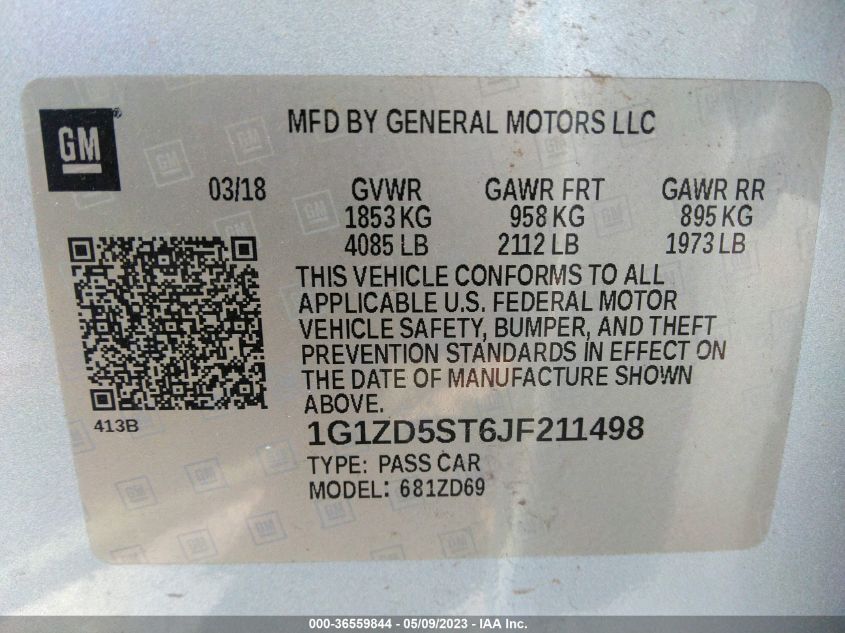 GM
MFD BY GENERAL MOTORS LLC
03/18 GVWR GAWR FRT GAWR RR
1853 KG 958 KG 895 KG
4085 LB 2112 LB 1973 LB
THIS VEHICLE CONFORMS TO ALL
APPLICABLE U.S. FEDERAL MOTOR
VEHICLE SAFETY, BUMPER, AND THEFT
PREVENTION STANDARDS IN EFFECT ON
THE DATE OF MANUFACTURE SHOWN
ABOVE.
413B
1G1ZD5ST6JF211498
TYPE: PASS CAR
MODEL: 681ZD69
000-36559844 - 05/09/2023 - IAA Inc.